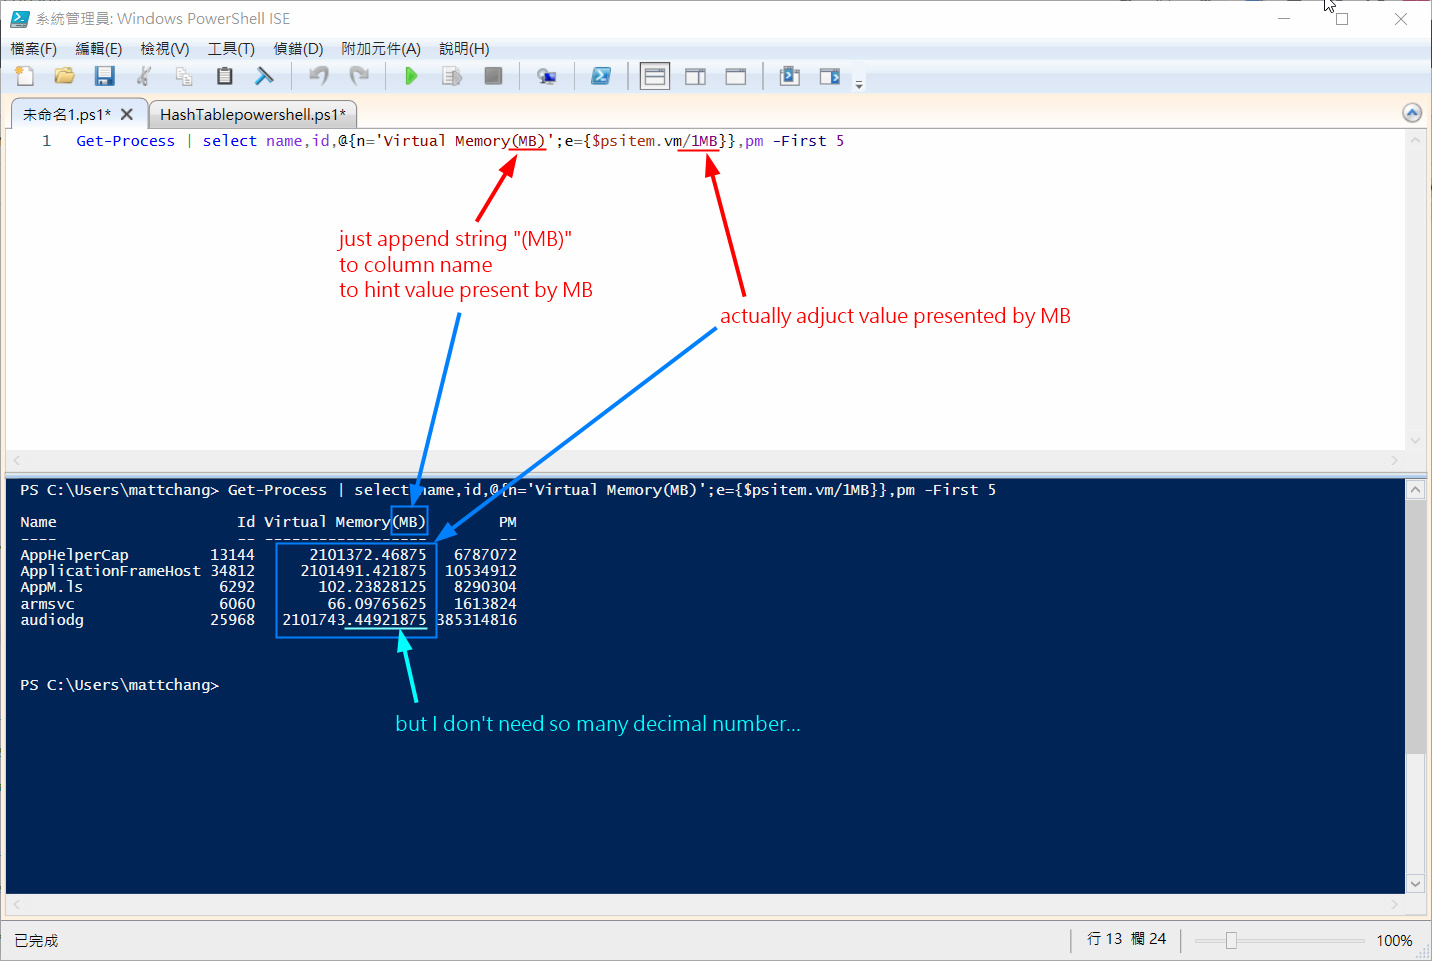 系統管理員: Windows PowerShell ISE
檔案(F) 編輯(E) 檢視(V) 工具(T) 偵錯(D) 附加元件(A) 說明(H)
未命名1.ps1* HashTablepowershell.ps1*
1 Get-Process | select name,id,@{n='Virtual Memory(MB)';e={$psitem.vm/1MB}},pm -First 5
just append string "(MB)"
to column name
to hint value present by MB
actually adjuct value presented by MB
PS C:\Users\mattchang> Get-Process | select name,id,@{n='Virtual Memory(MB)';e={$psitem.vm/1MB}},pm -First 5
Name Id Virtual Memory(MB) PM
---- -- ------------------ --
AppHelperCap 13144 2101372.46875 6787072
ApplicationFrameHost 34812 2101491.421875 10534912
AppM.ls 6292 102.23828125 8290304
armsvc 6060 66.09765625 1613824
audiodg 25968 2101743.44921875 385314816
PS C:\Users\mattchang>
but I don't need so many decimal number...
已完成 行 13 欄 24 100%